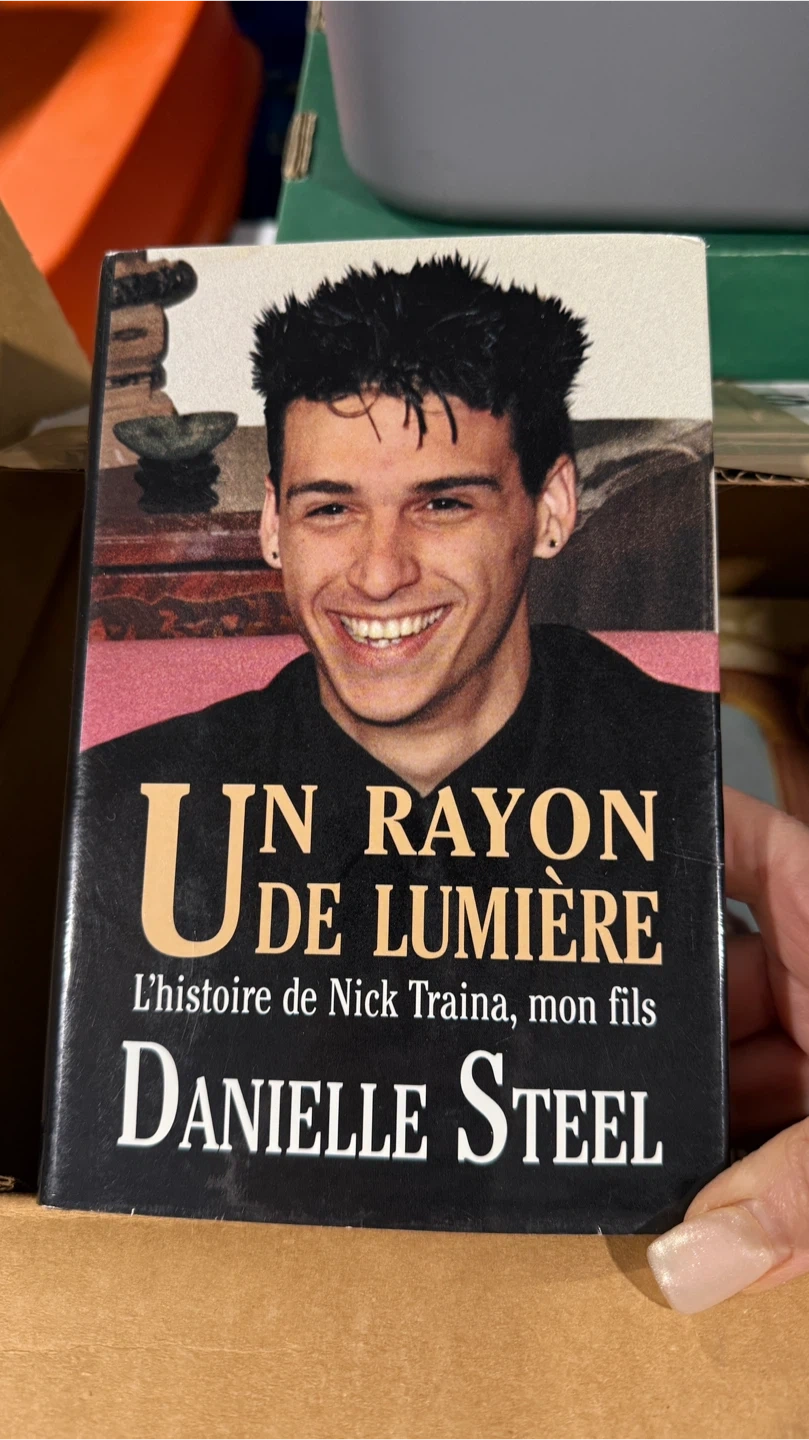 UN RAYON
DE LUMIÈRE
L'histoire de Nick Traina, mon fils
DANIELLE STEEL